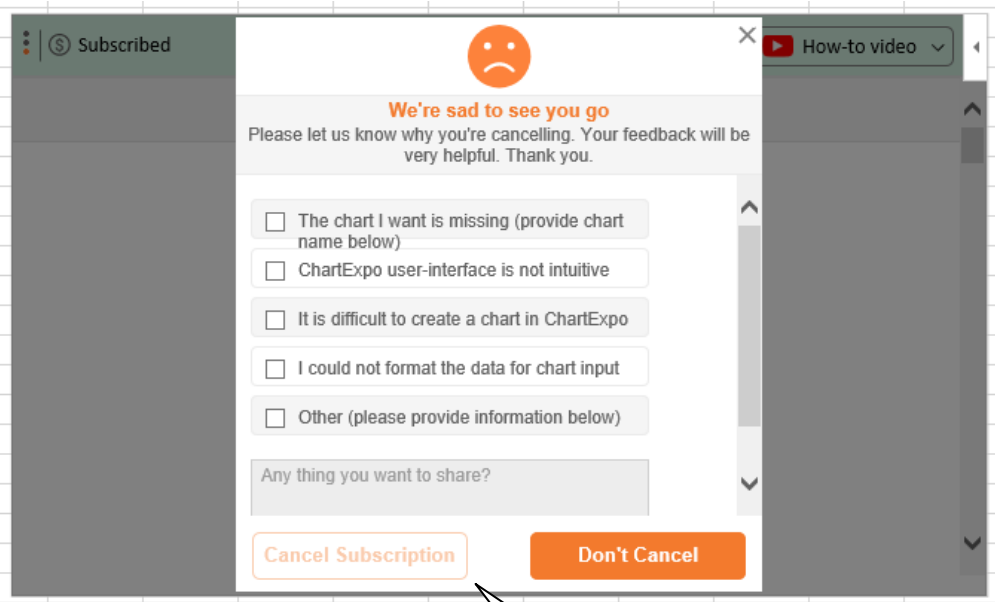 Subscribed
How-to video
We're sad to see you go
Please let us know why you're cancelling. Your feedback will be
very helpful. Thank you.
The chart I want is missing (provide chart
name below)
ChartExpo user-interface is not intuitive
It is difficult to create a chart in ChartExpo
I could not format the data for chart input
Other (please provide information below)
Any thing you want to share?
Cancel Subscription
Don't Cancel